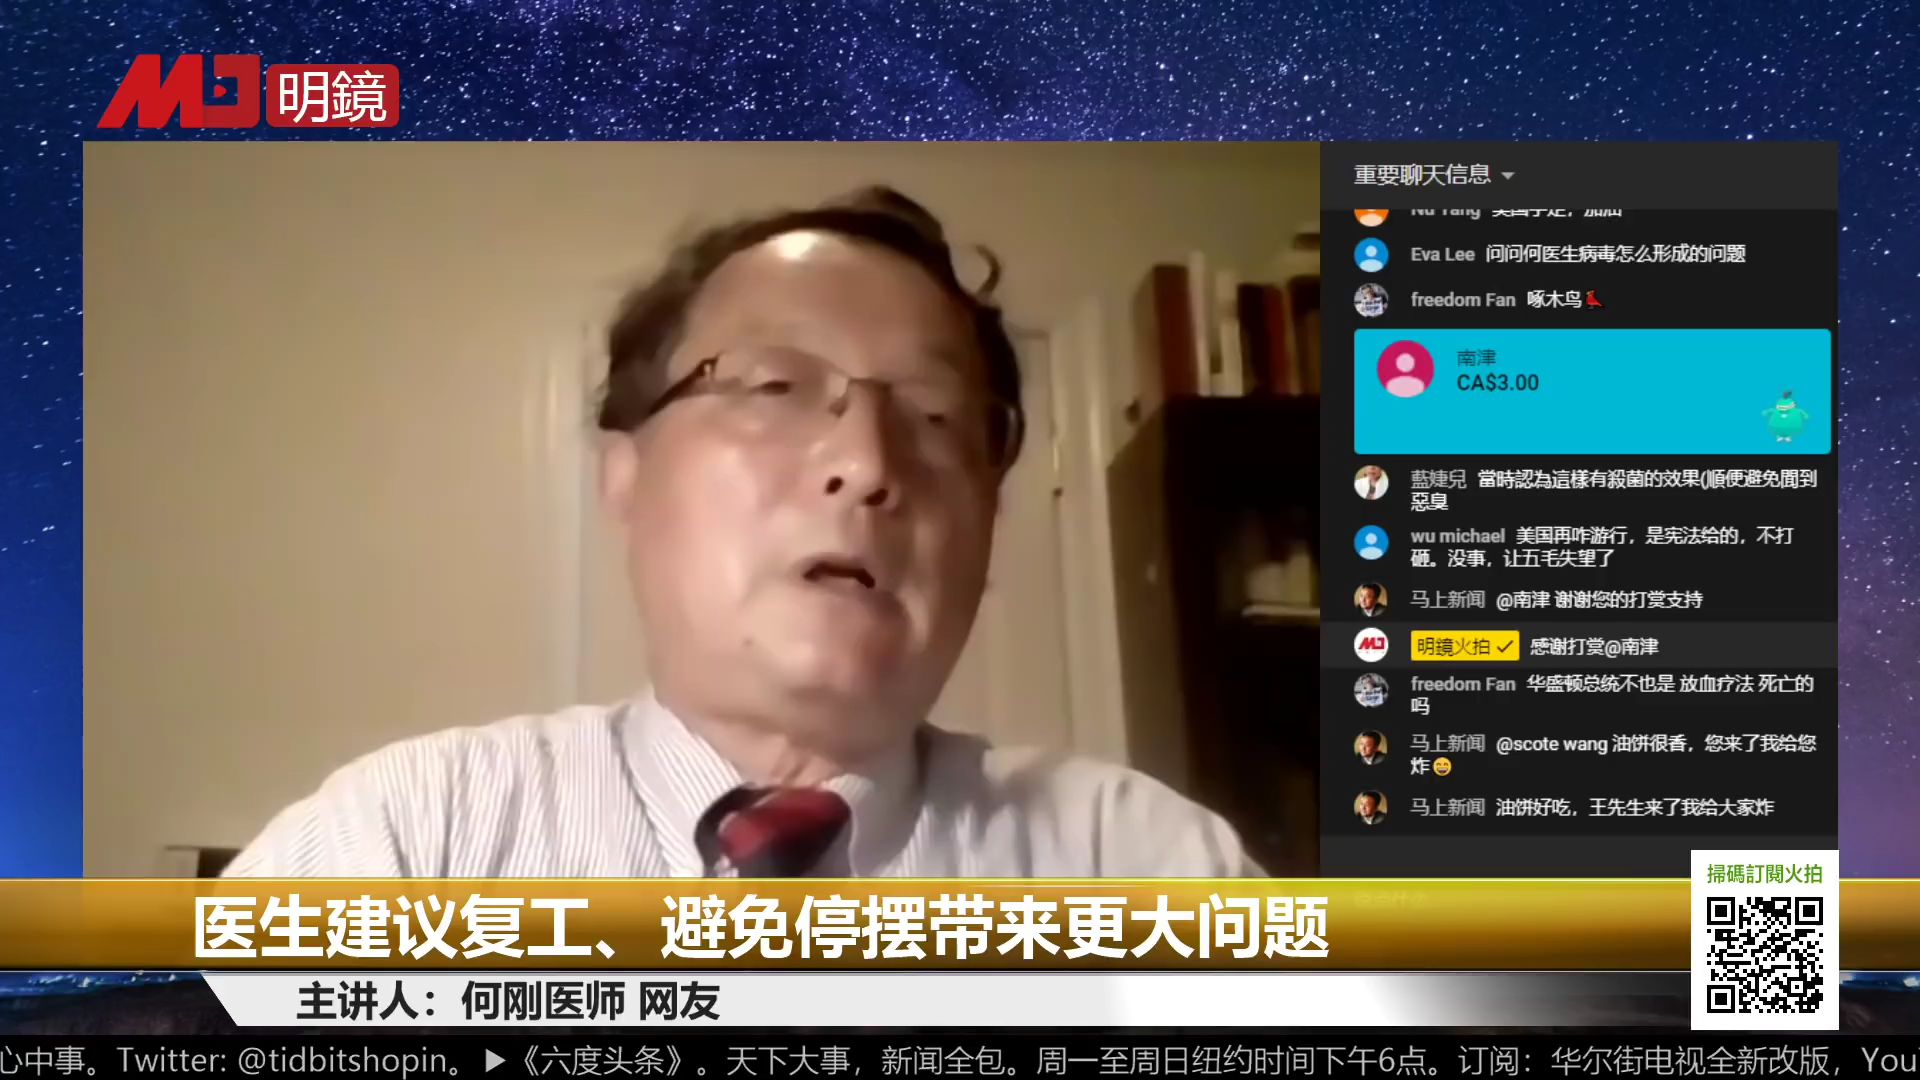 明鏡
重要聊天信息
Nu Yang 美国手足，加油
Eva Lee 问问何医生病毒怎么形成的问题
freedom Fan 啄木鸟
南津
CA$3.00
藍婕兒 當時認為這樣有殺菌的效果(順便避免聞到
惡臭
wu michael 美国再咋游行，是宪法给的，不打
砸。没事，让五毛失望了
马上新闻 @南津 谢谢您的打赏支持
明鏡火拍 感谢打赏@南津
freedom Fan 华盛顿总统不也是 放血疗法 死亡的
吗
马上新闻 @scote wang 油饼很香，您来了我给您
炸😄
马上新闻 油饼好吃，王先生来了我给大家炸
掃碼訂閱火拍
医生建议复工、避免停摆带来更大问题
主讲人：何刚医师 网友
心中事。Twitter: @tidbitshopin。▶《六度头条》。天下大事，新闻全包。周一至周日纽约时间下午6点。订阅：华尔街电视全新改版，You